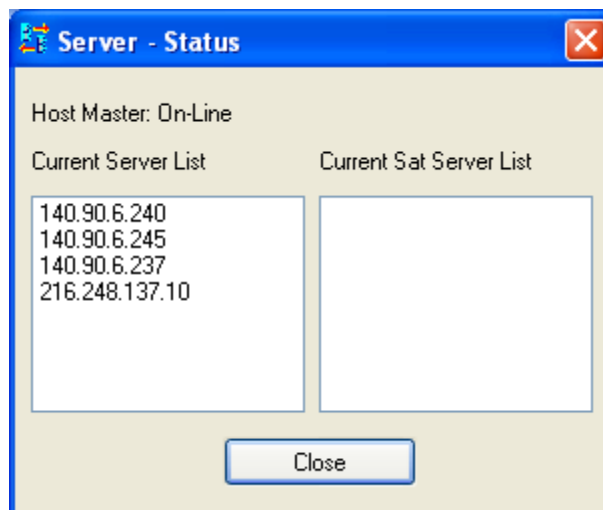 Server - Status
Host Master: On-Line
Current Server List
Current Sat Server List
140.90.6.240
140.90.6.245
140.90.6.237
216.248.137.10
Close